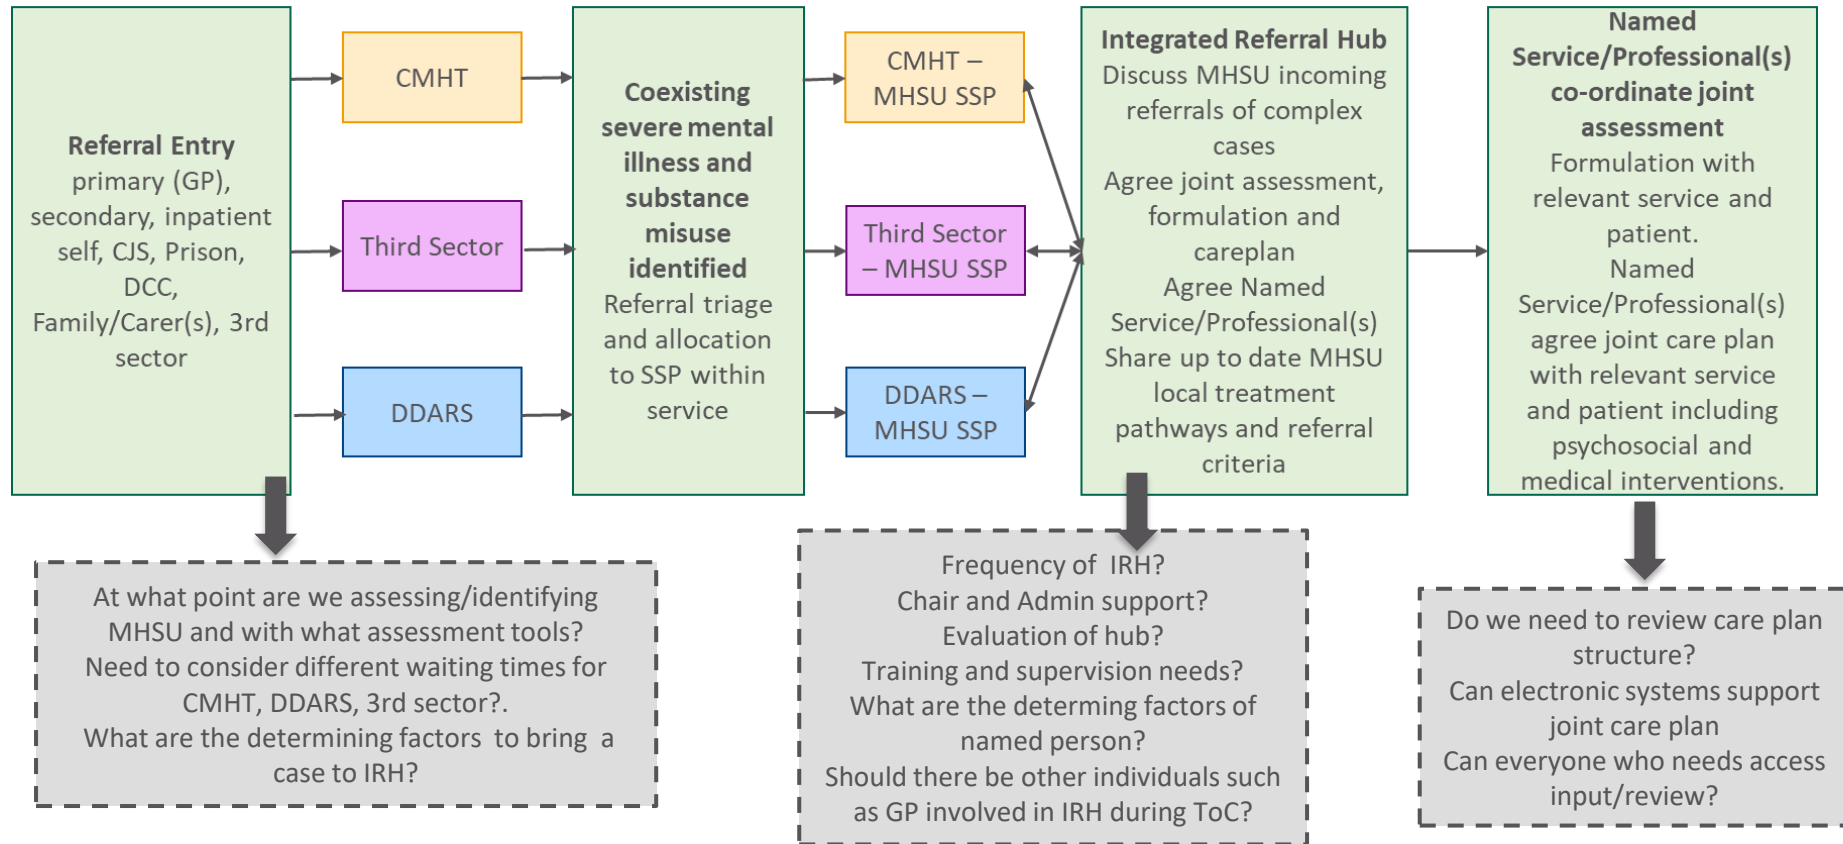 Referral Entry
primary (GP),
secondary, inpatient
self, CJS, Prison,
DCC,
Family/Carer(s), 3rd
sector
CMHT
Third Sector
DDARS
Coexisting
severe mental
illness and
substance
misuse
identified
Referral triage
and allocation
to SSP within
service
CMHT –
MHSU SSP
Third Sector
– MHSU SSP
DDARS –
MHSU SSP
Integrated Referral Hub
Discuss MHSU incoming
referrals of complex
cases
Agree joint assessment,
formulation and
careplan
Agree Named
Service/Professional(s)
Share up to date MHSU
local treatment
pathways and referral
criteria
Named
Service/Professional(s)
co-ordinate joint
assessment
Formulation with
relevant service and
patient.
Named
Service/Professional(s)
agree joint care plan
with relevant service
and patient including
psychosocial and
medical interventions.
At what point are we assessing/identifying
MHSU and with what assessment tools?
Need to consider different waiting times for
CMHT, DDARS, 3rd sector?.
What are the determining factors to bring a
case to IRH?
Frequency of IRH?
Chair and Admin support?
Evaluation of hub?
Training and supervision needs?
What are the determing factors of
named person?
Should there be other individuals such
as GP involved in IRH during ToC?
Do we need to review care plan
structure?
Can electronic systems support
joint care plan
Can everyone who needs access
input/review?